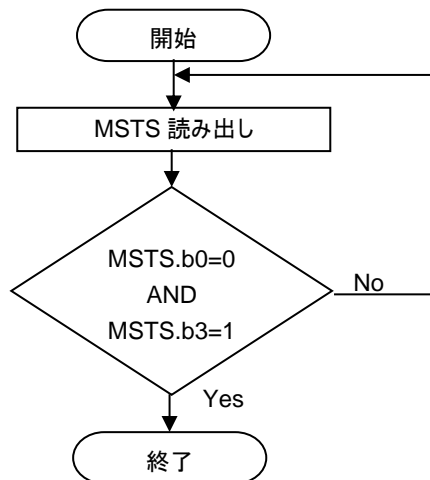 開始
MSTS 読み出し
MSTS.b0=0
AND
MSTS.b3=1
No
Yes
終了